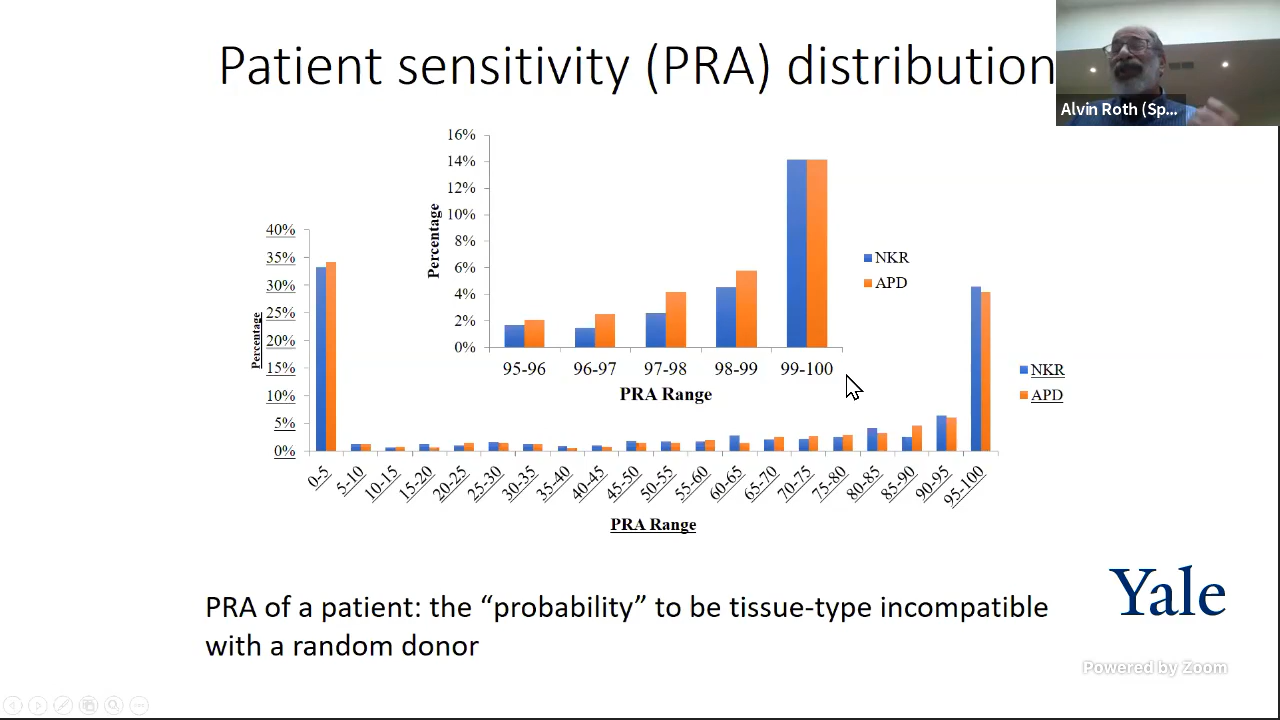 Patient sensitivity (PRA) distribution
Alvin Roth (Sp...
16%
14%
12%
10%
8%
6%
4%
2%
0%
Percentage
95-96 96-97 97-98 98-99 99-100
PRA Range
NKR
APD
40%
35%
30%
25%
20%
15%
10%
5%
0%
Percentage
0-5 5-10 10-15 15-20 20-25 25-30 30-35 35-40 40-45 45-50 50-55 55-60 60-65 65-70 70-75 75-80 80-85 85-90 90-95 95-100
PRA Range
NKR
APD
PRA of a patient: the “probability” to be tissue-type incompatible
with a random donor
Yale
Powered by Zoom